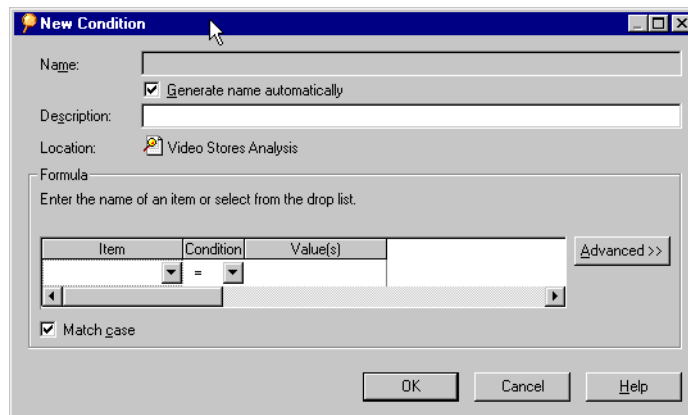 New Condition
Name:
Generate name automatically
Description:
Location: Video Stores Analysis
Formula
Enter the name of an item or select from the drop list.
Item Condition Value(s)
=
Advanced >>
Match case
OK Cancel Help